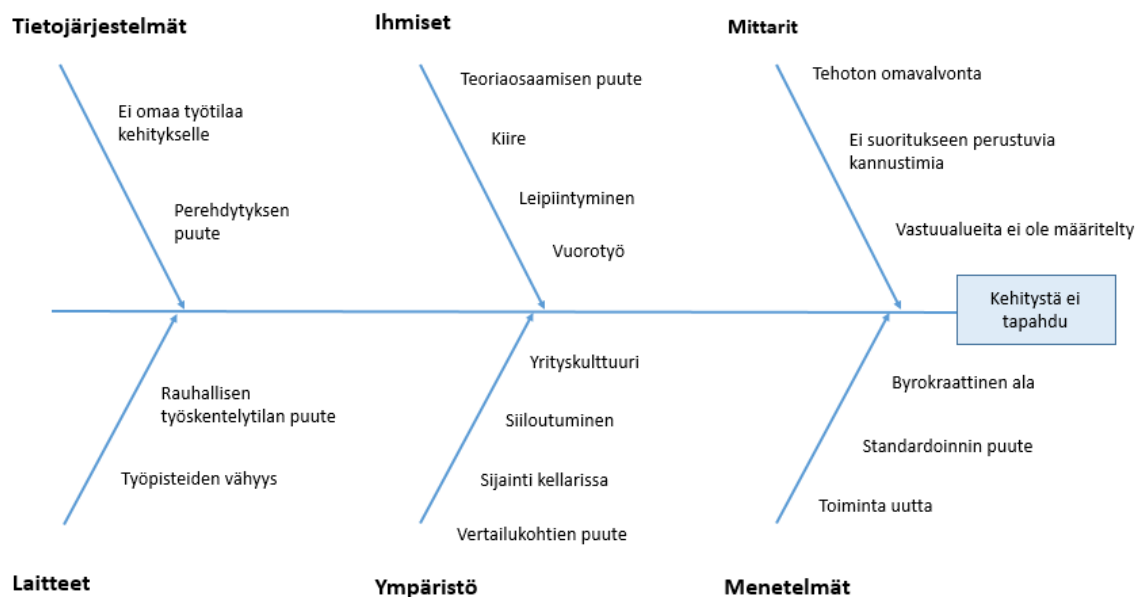 Tietojärjestelmät
Ei omaa työtilaa
kehitykselle
Perehdytyksen
puute
Ihmiset
Teoriaosaamisen puute
Kiire
Leipiintyminen
Vuorotyö
Mittarit
Tehoton omavalvonta
Ei suoritukseen perustuvia
kannustimia
Vastuualueita ei ole määritelty
Kehitystä ei
tapahdu
Rauhallisen
työskentelytilan puute
Työpisteiden vähyys
Laitteet
Yrityskulttuuri
Siiloutuminen
Sijainti kellarissa
Vertailukohtien puute
Ympäristö
Byrokraattinen ala
Standardoinnin puute
Toiminta uutta
Menetelmät